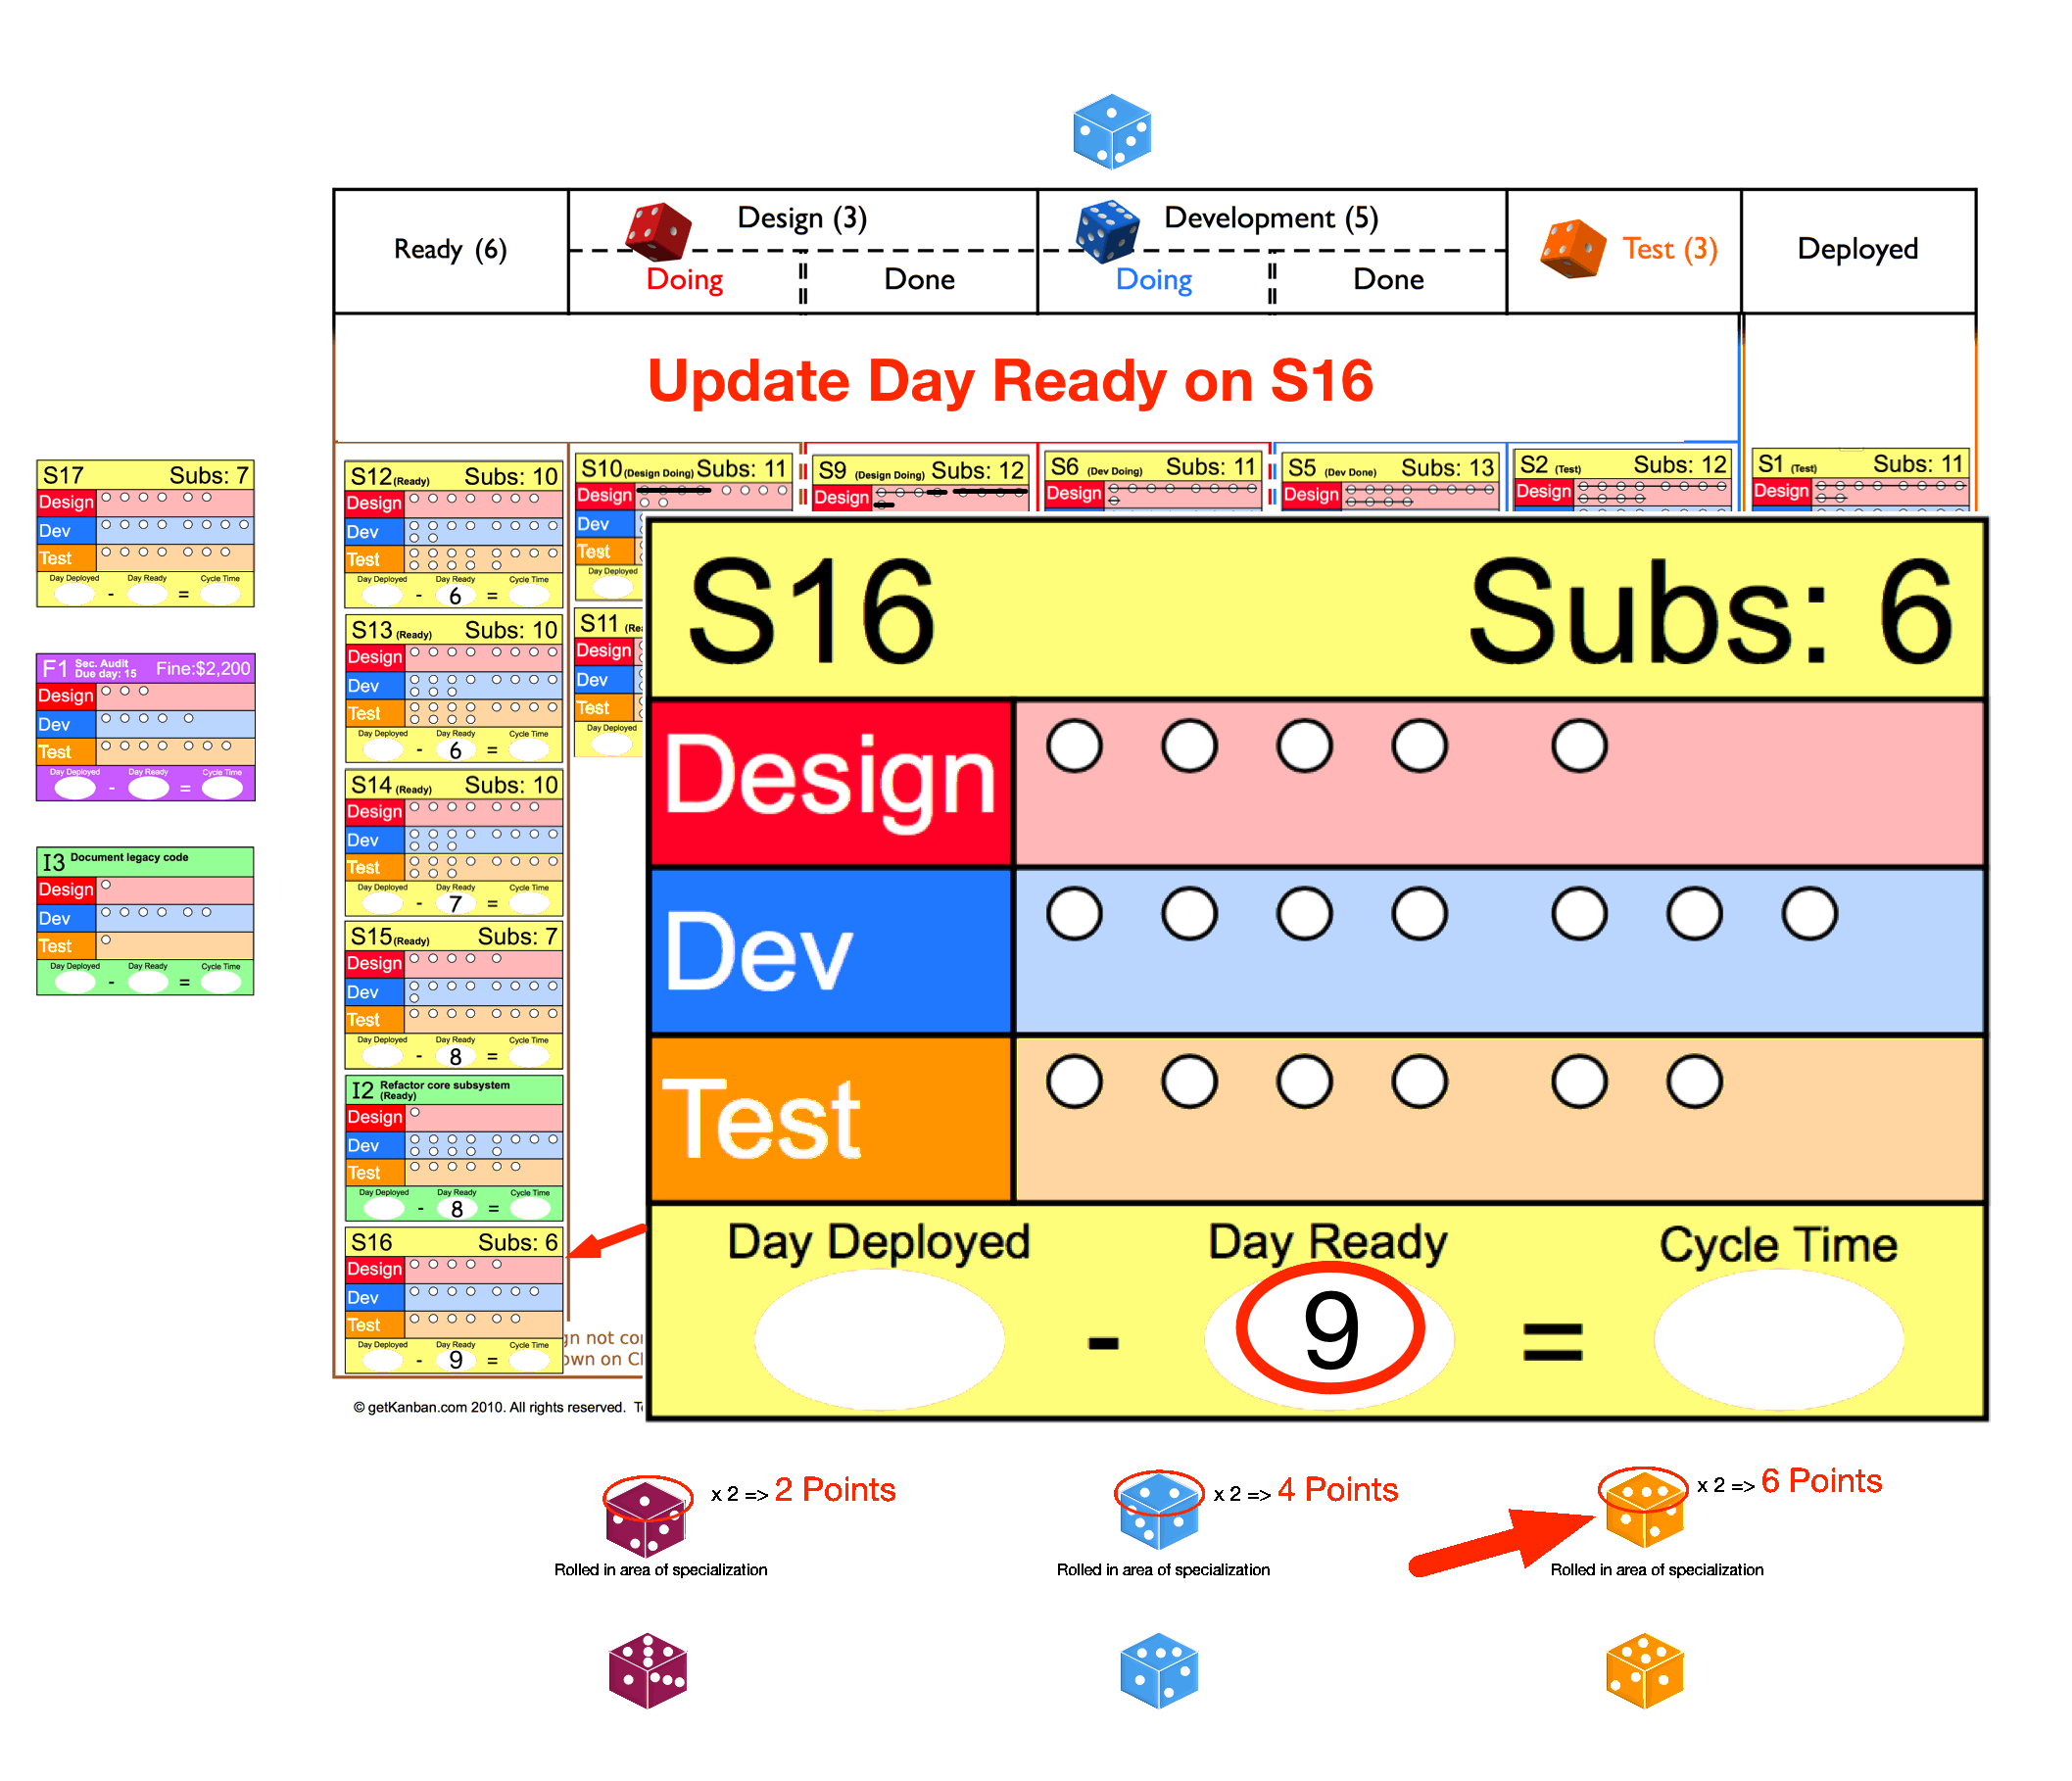 Ready (6)
Design (3)
Doing
Done
Development (5)
Doing
Done
Test (3)
Deployed
Update Day Ready on S16
S17 Subs: 7
Design
Dev
Test
Day Deployed Day Ready Cycle Time
- =
F1 Sec. Audit Due day: 15 Fine:$2,200
Design
Dev
Test
Day Deployed Day Ready Cycle Time
- =
I3 Document legacy code
Design
Dev
Test
Day Deployed Day Ready Cycle Time
- =
S12 (Ready) Subs: 10
Design
Dev
Test
Day Deployed Day Ready Cycle Time
- 6 =
S13 (Ready) Subs: 10
Design
Dev
Test
Day Deployed Day Ready Cycle Time
- 6 =
S14 (Ready) Subs: 10
Design
Dev
Test
Day Deployed Day Ready Cycle Time
- 7 =
S15 (Ready) Subs: 7
Design
Dev
Test
Day Deployed Day Ready Cycle Time
- 8 =
I2 Refactor core subsystem
(Ready)
Design
Dev
Test
Day Deployed Day Ready Cycle Time
- 8 =
S16 Subs: 6
Design
Dev
Test
Day Deployed Day Ready Cycle Time
- 9 =
S10 (Design Doing) Subs: 11
Design
Dev
Test
Day Deployed
S11
Design
Dev
Test
Day Deployed
S9 (Design Doing) Subs: 12
Design
S6 (Dev Doing) Subs: 11
Design
S5 (Dev Done) Subs: 13
Design
S2 (Test) Subs: 12
Design
S1 (Test) Subs: 11
Design
S16 Subs: 6
Design
Dev
Test
Day Deployed Day Ready Cycle Time
- 9 =
not
on
© getKanban.com 2010. All rights reserved.
x 2 => 2 Points
Rolled in area of specialization
x 2 => 4 Points
Rolled in area of specialization
x 2 => 6 Points
Rolled in area of specialization